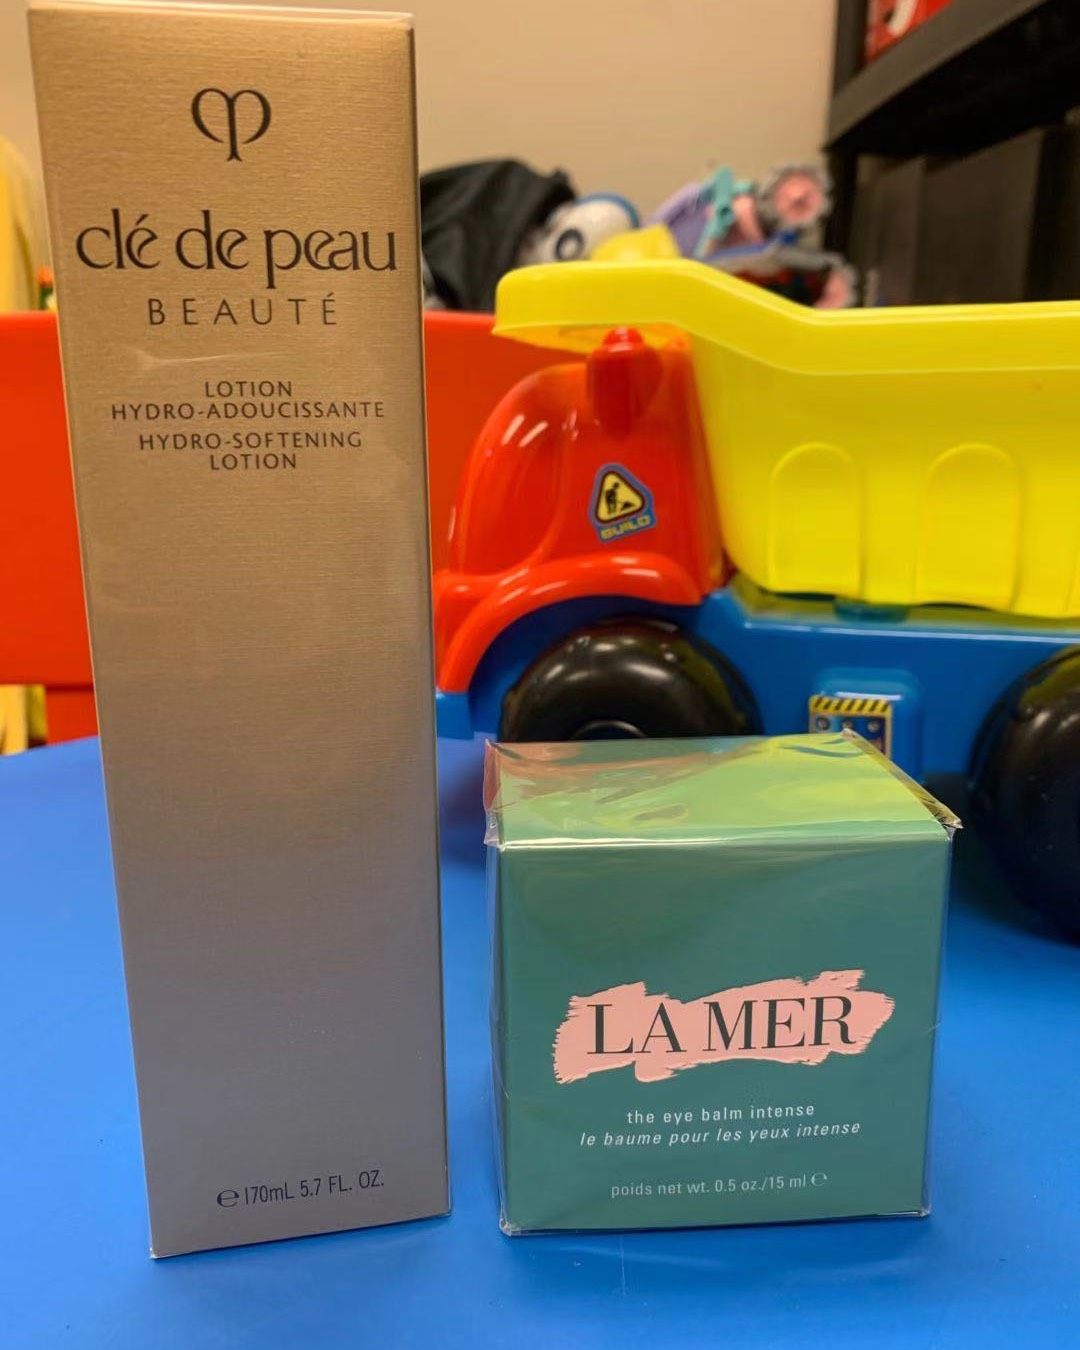 clé de peau
BEAUTÉ
LOTION
HYDRO-ADOUCISSANTE
HYDRO-SOFTENING
LOTION
e 170mL 5.7 FL. OZ.
BUILD
LA MER
the eye balm intense
le baume pour les yeux intense
poids net wt. 0.5 oz./15 ml e